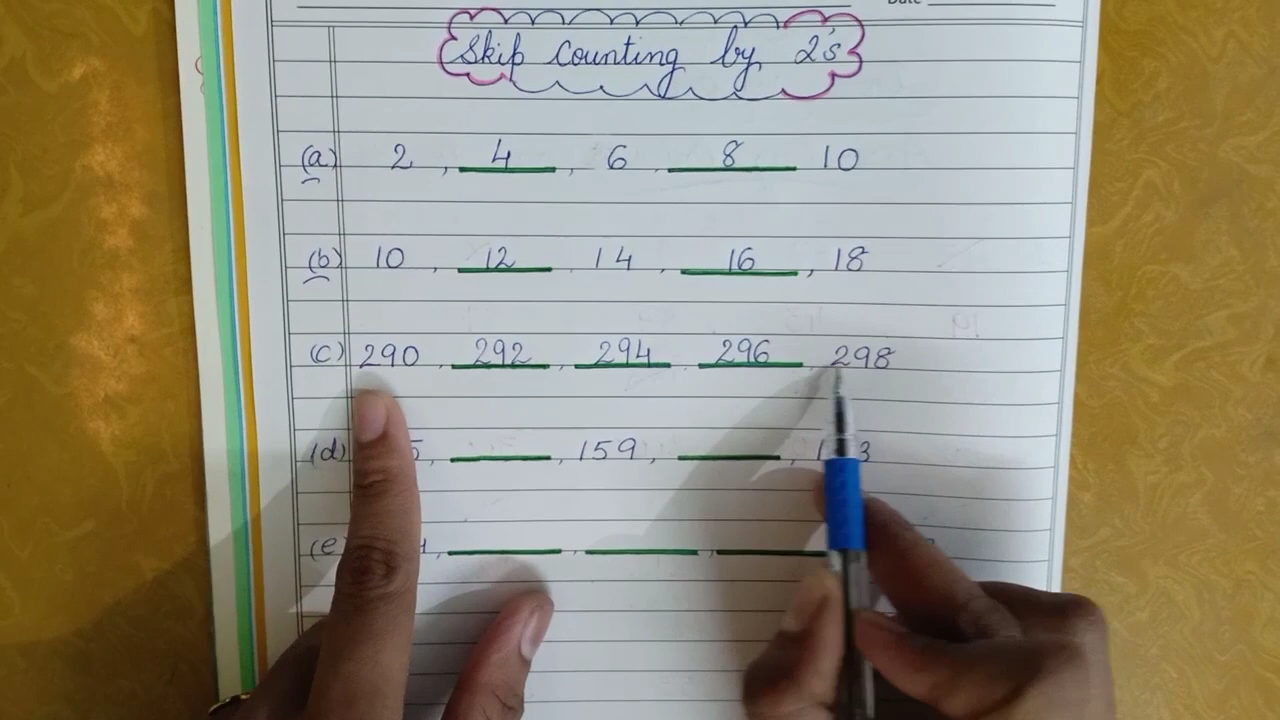 Date
Skip Counting by 2's
(a) 2, 4, 6, 8 10
(b) 10, 12 14, 16, 18
(c) 290, 292, 294, 296, 298
(d) , 159, ,
(e)